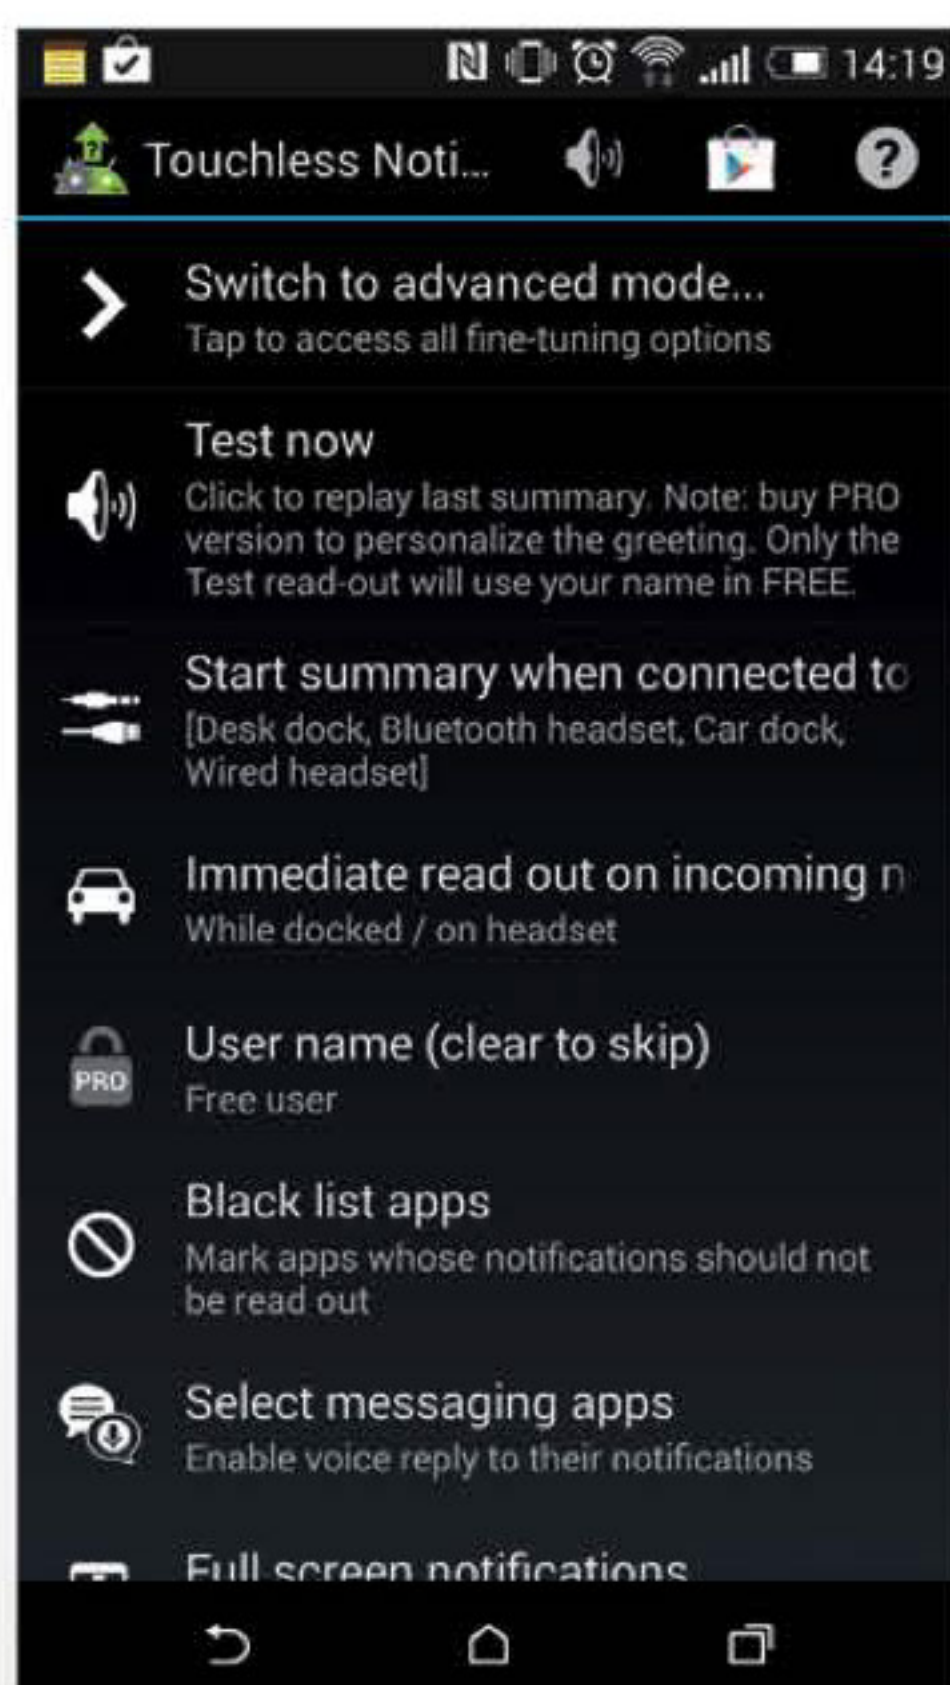 14:19
Touchless Noti...
?
Switch to advanced mode...
Tap to access all fine-tuning options
Test now
Click to replay last summary. Note: buy PRO
version to personalize the greeting. Only the
Test read-out will use your name in FREE.
Start summary when connected to
[Desk dock, Bluetooth headset, Car dock,
Wired headset]
Immediate read out on incoming n
While docked / on headset
User name (clear to skip)
PRO
Free user
Black list apps
Mark apps whose notifications should not
be read out
Select messaging apps
Enable voice reply to their notifications
Full screen notifications